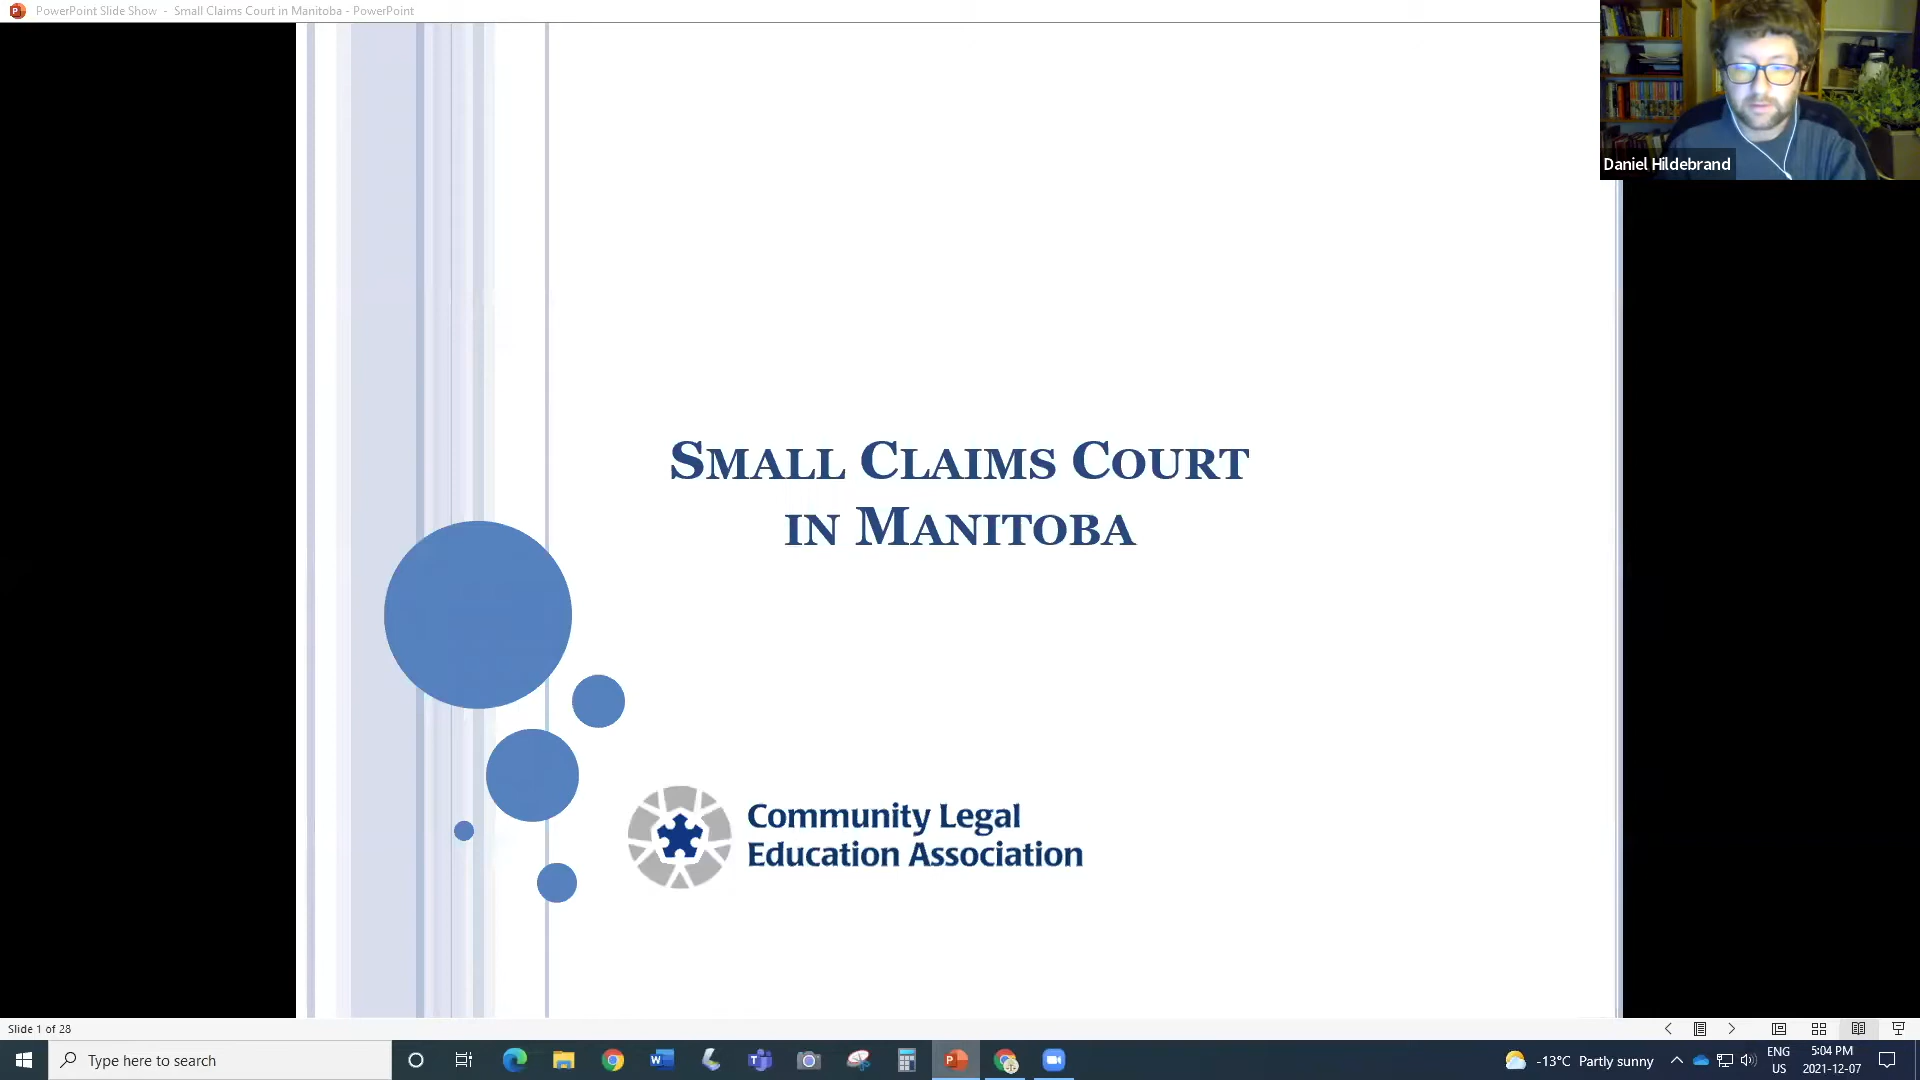 PowerPoint Slide Show - Small Claims Court in Manitoba - PowerPoint
Daniel Hildebrand
SMALL CLAIMS COURT
IN MANITOBA
Community Legal
Education Association
Slide 1 of 28
Type here to search
-13°C Partly sunny
ENG
US
5:04 PM
2021-12-07